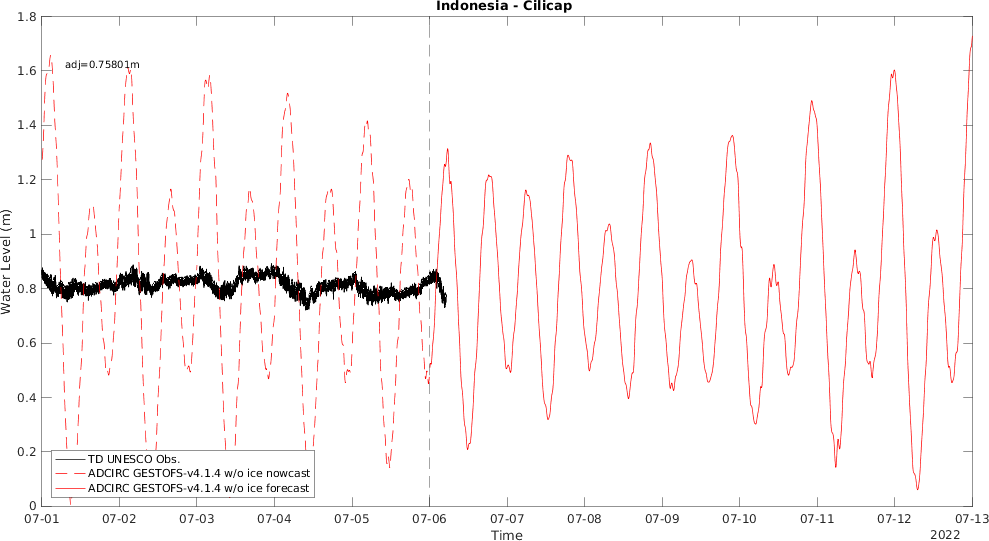 Indonesia - Cilicap
adj=0.75801m
Water Level (m)
1.8
1.6
1.4
1.2
1
0.8
0.6
0.4
0.2
0
TD UNESCO Obs.
ADCIRC GESTOFS-v4.1.4 w/o ice nowcast
ADCIRC GESTOFS-v4.1.4 w/o ice forecast
07-01 07-02 07-03 07-04 07-05 07-06 07-07 07-08 07-09 07-10 07-11 07-12 07-13
Time
2022